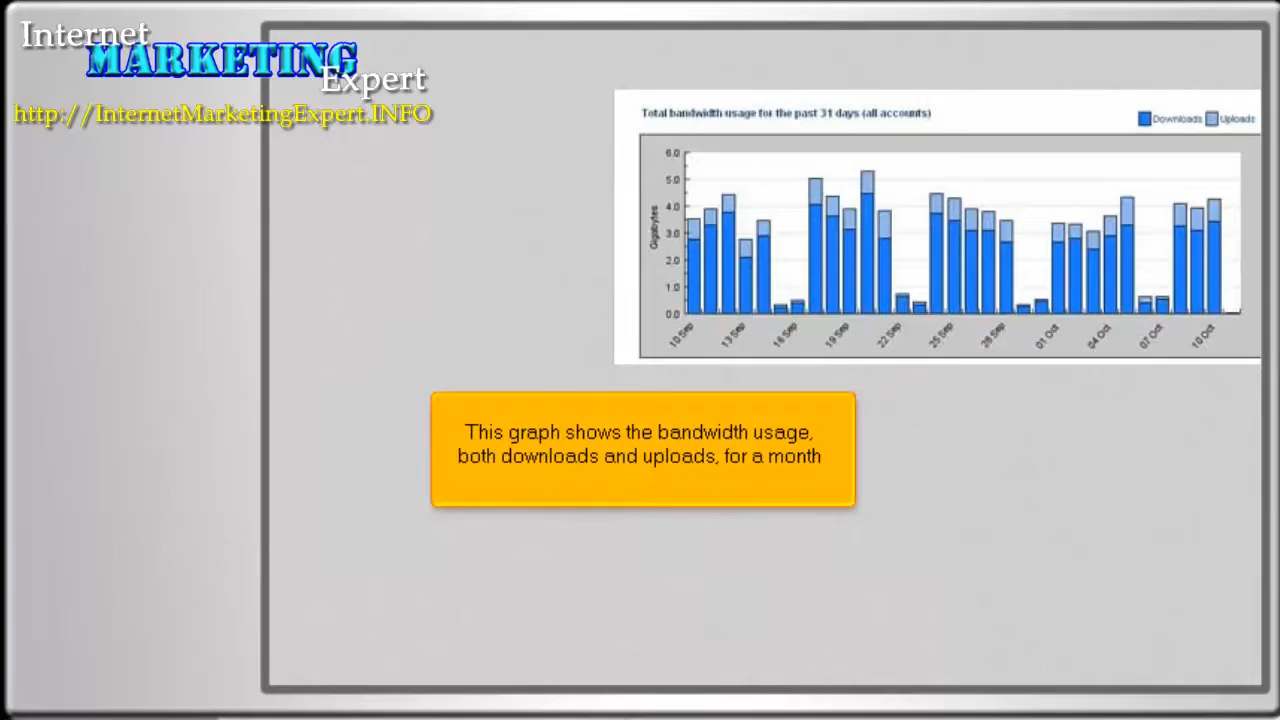 Internet
MARKETING
Expert
http://InternetMarketingExpert.INFO
Total bandwidth usage for the past 31 days (all accounts)
Downloads Uploads
Gigabytes
6.0
5.0
4.0
3.0
2.0
1.0
0.0
10 Sep 13 Sep 16 Sep 19 Sep 22 Sep 25 Sep 28 Sep 01 Oct 04 Oct 07 Oct 10 Oct
This graph shows the bandwidth usage,
both downloads and uploads, for a month